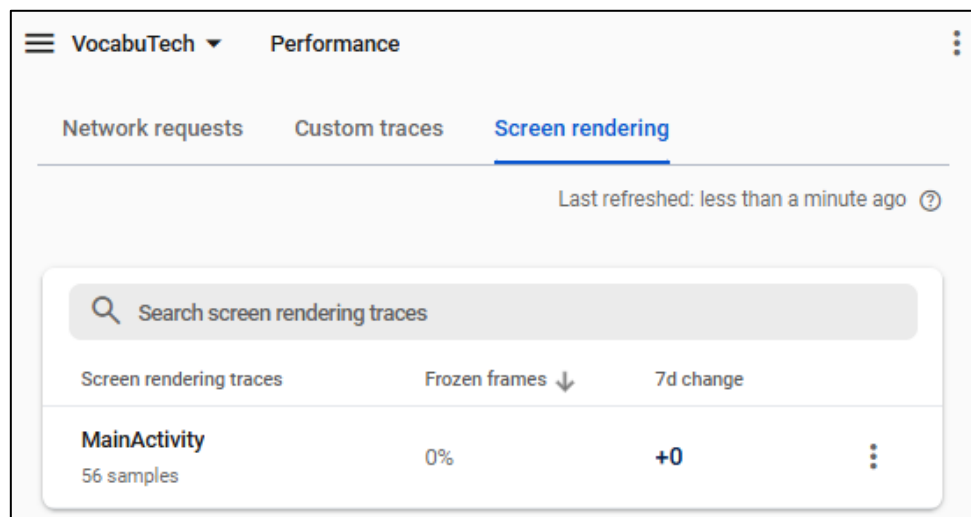 VocabuTech Performance
Network requests Custom traces Screen rendering
Last refreshed: less than a minute ago
Search screen rendering traces
Screen rendering traces Frozen frames 7d change
MainActivity
56 samples
0% +0